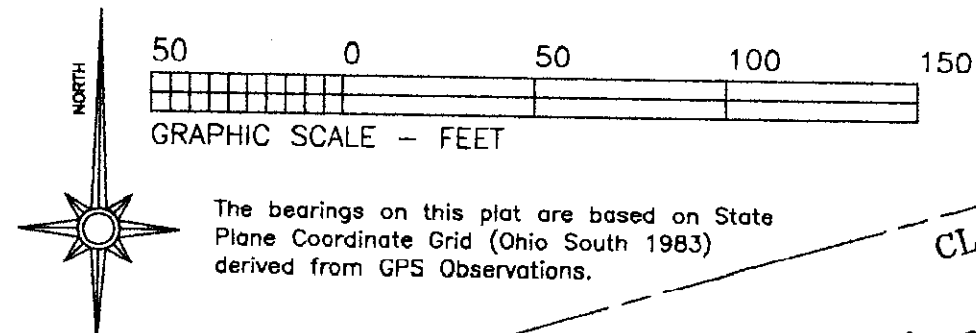 50 0 50 100 150
NORTH
GRAPHIC SCALE – FEET
The bearings on this plat are based on State
Plane Coordinate Grid (Ohio South 1983)
derived from GPS Observations.
CL